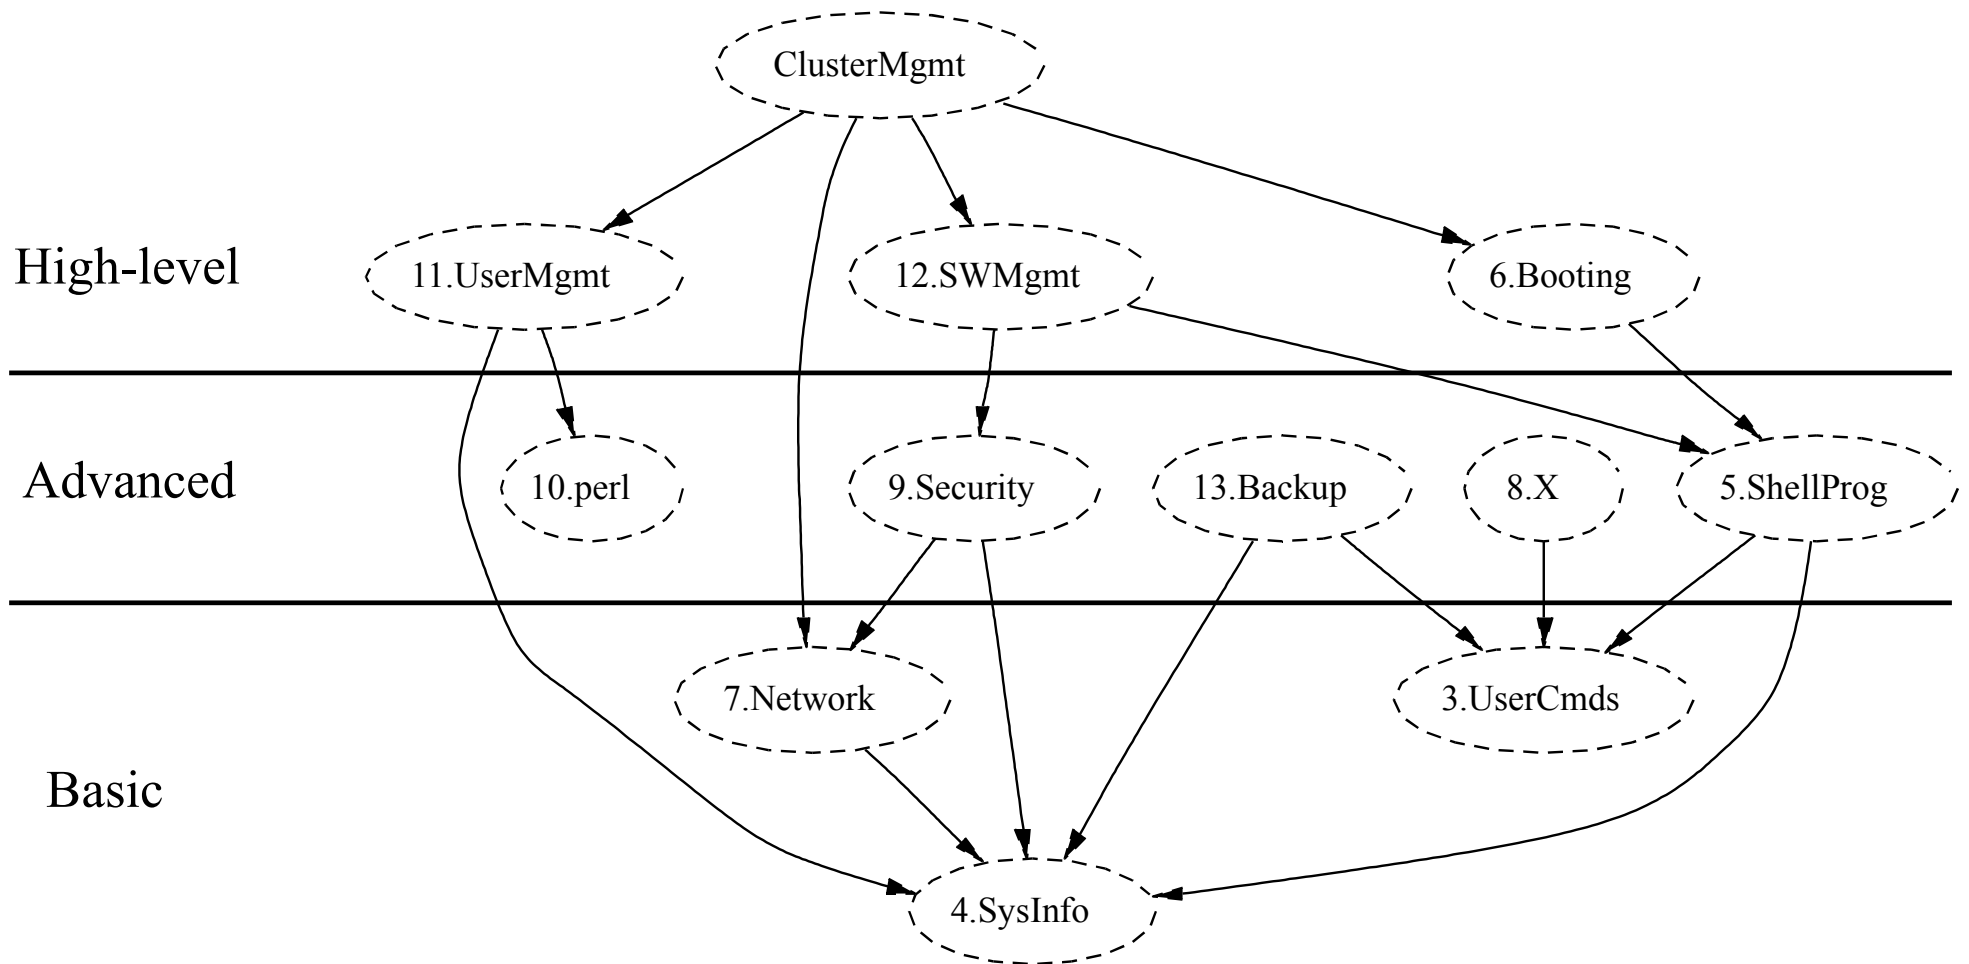 ClusterMgmt
High-level
11.UserMgmt
12.SWMgmt
6.Booting
Advanced
10.perl
9.Security
13.Backup
8.X
5.ShellProg
7.Network
3.UserCmds
Basic
4.SysInfo